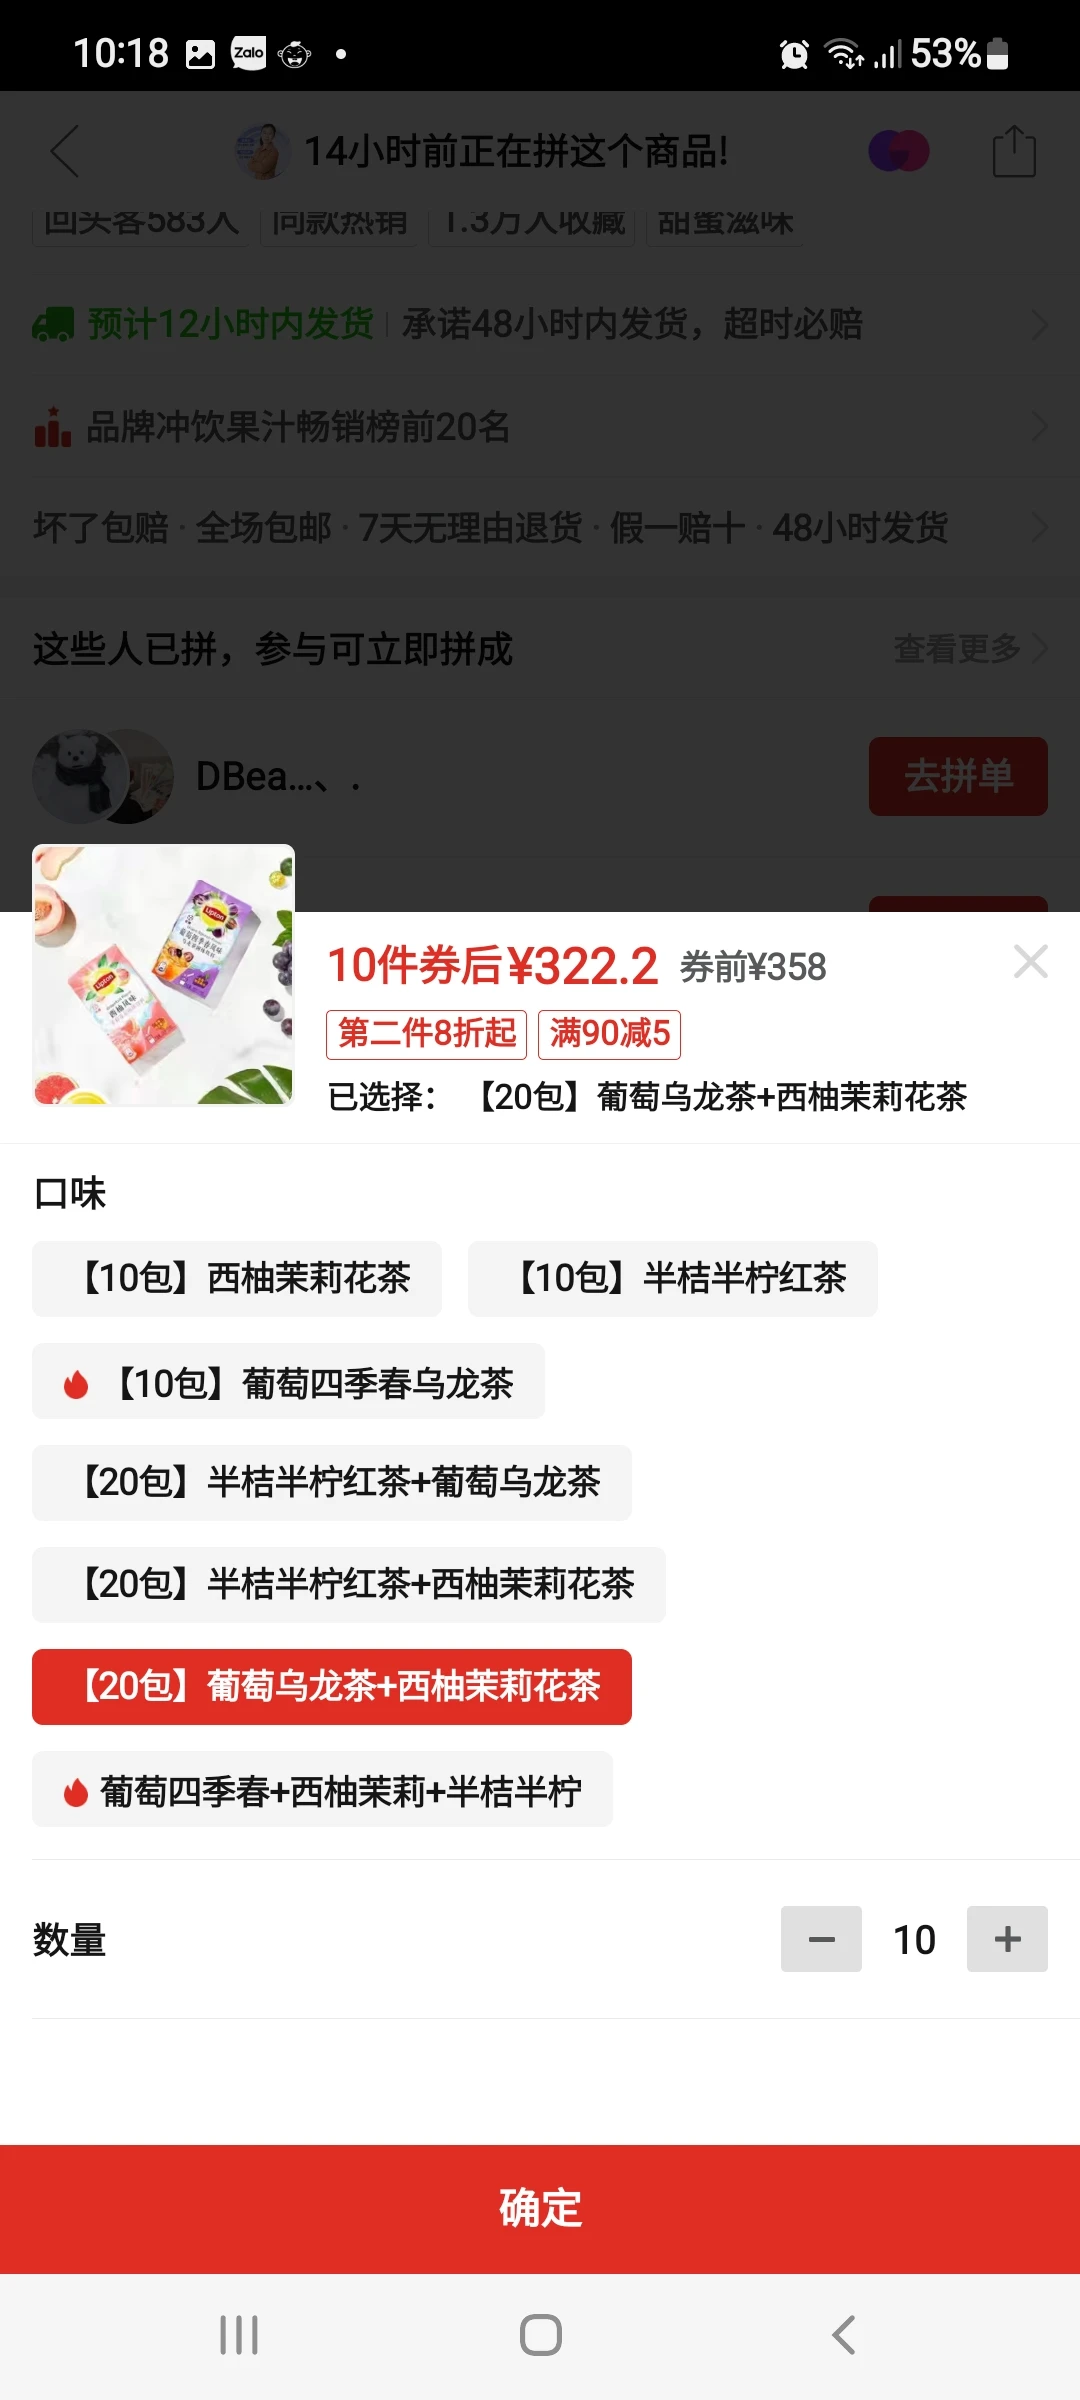 10:18 Zalo 53%
14小时前正在拼这个商品!
回头客583人 同款热销 1.3万人收藏 甜蜜滋味
预计12小时内发货 | 承诺48小时内发货，超时必赔
品牌冲饮果汁畅销榜前20名
坏了包赔 · 全场包邮 · 7天无理由退货 · 假一赔十 · 48小时发货
这些人已拼，参与可立即拼成 查看更多
DBea...、. 去拼单
Lipton
Lipton
10件券后¥322.2 券前¥358
第二件8折起 满90减5
已选择：【20包】葡萄乌龙茶+西柚茉莉花茶
口味
【10包】西柚茉莉花茶 【10包】半桔半柠红茶
【10包】葡萄四季春乌龙茶
【20包】半桔半柠红茶+葡萄乌龙茶
【20包】半桔半柠红茶+西柚茉莉花茶
【20包】葡萄乌龙茶+西柚茉莉花茶
葡萄四季春+西柚茉莉+半桔半柠
数量 10
确定